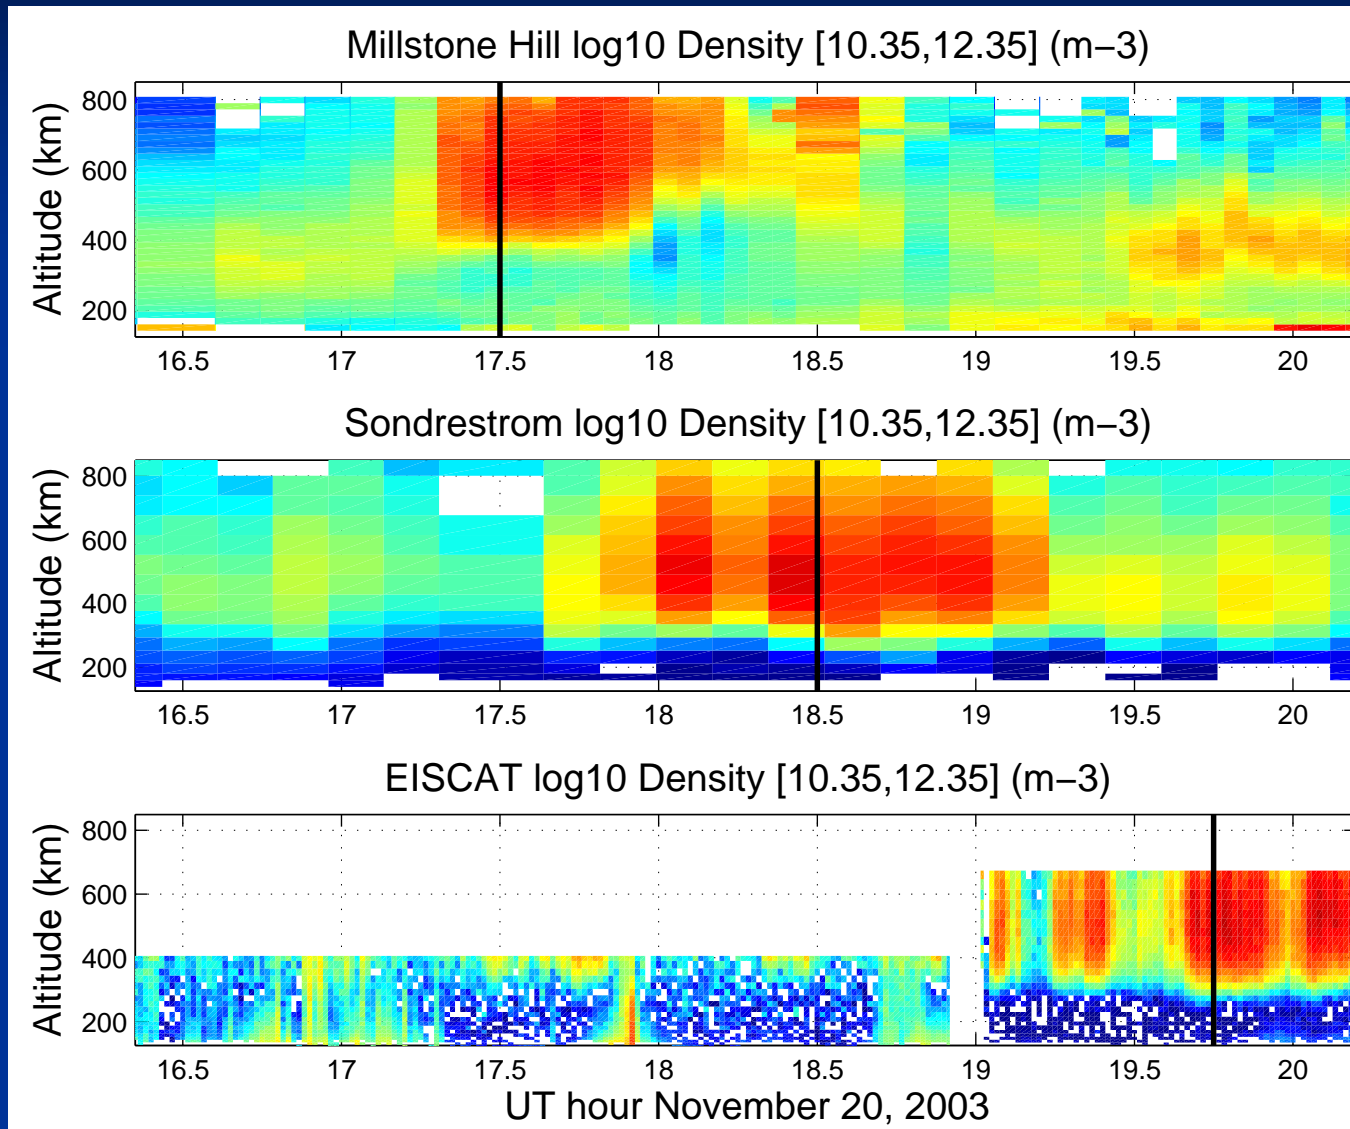 Millstone Hill log10 Density [10.35,12.35] (m−3)
Altitude (km)
800
600
400
200
16.5 17 17.5 18 18.5 19 19.5 20
Sondrestrom log10 Density [10.35,12.35] (m−3)
Altitude (km)
800
600
400
200
16.5 17 17.5 18 18.5 19 19.5 20
EISCAT log10 Density [10.35,12.35] (m−3)
Altitude (km)
800
600
400
200
16.5 17 17.5 18 18.5 19 19.5 20
UT hour November 20, 2003